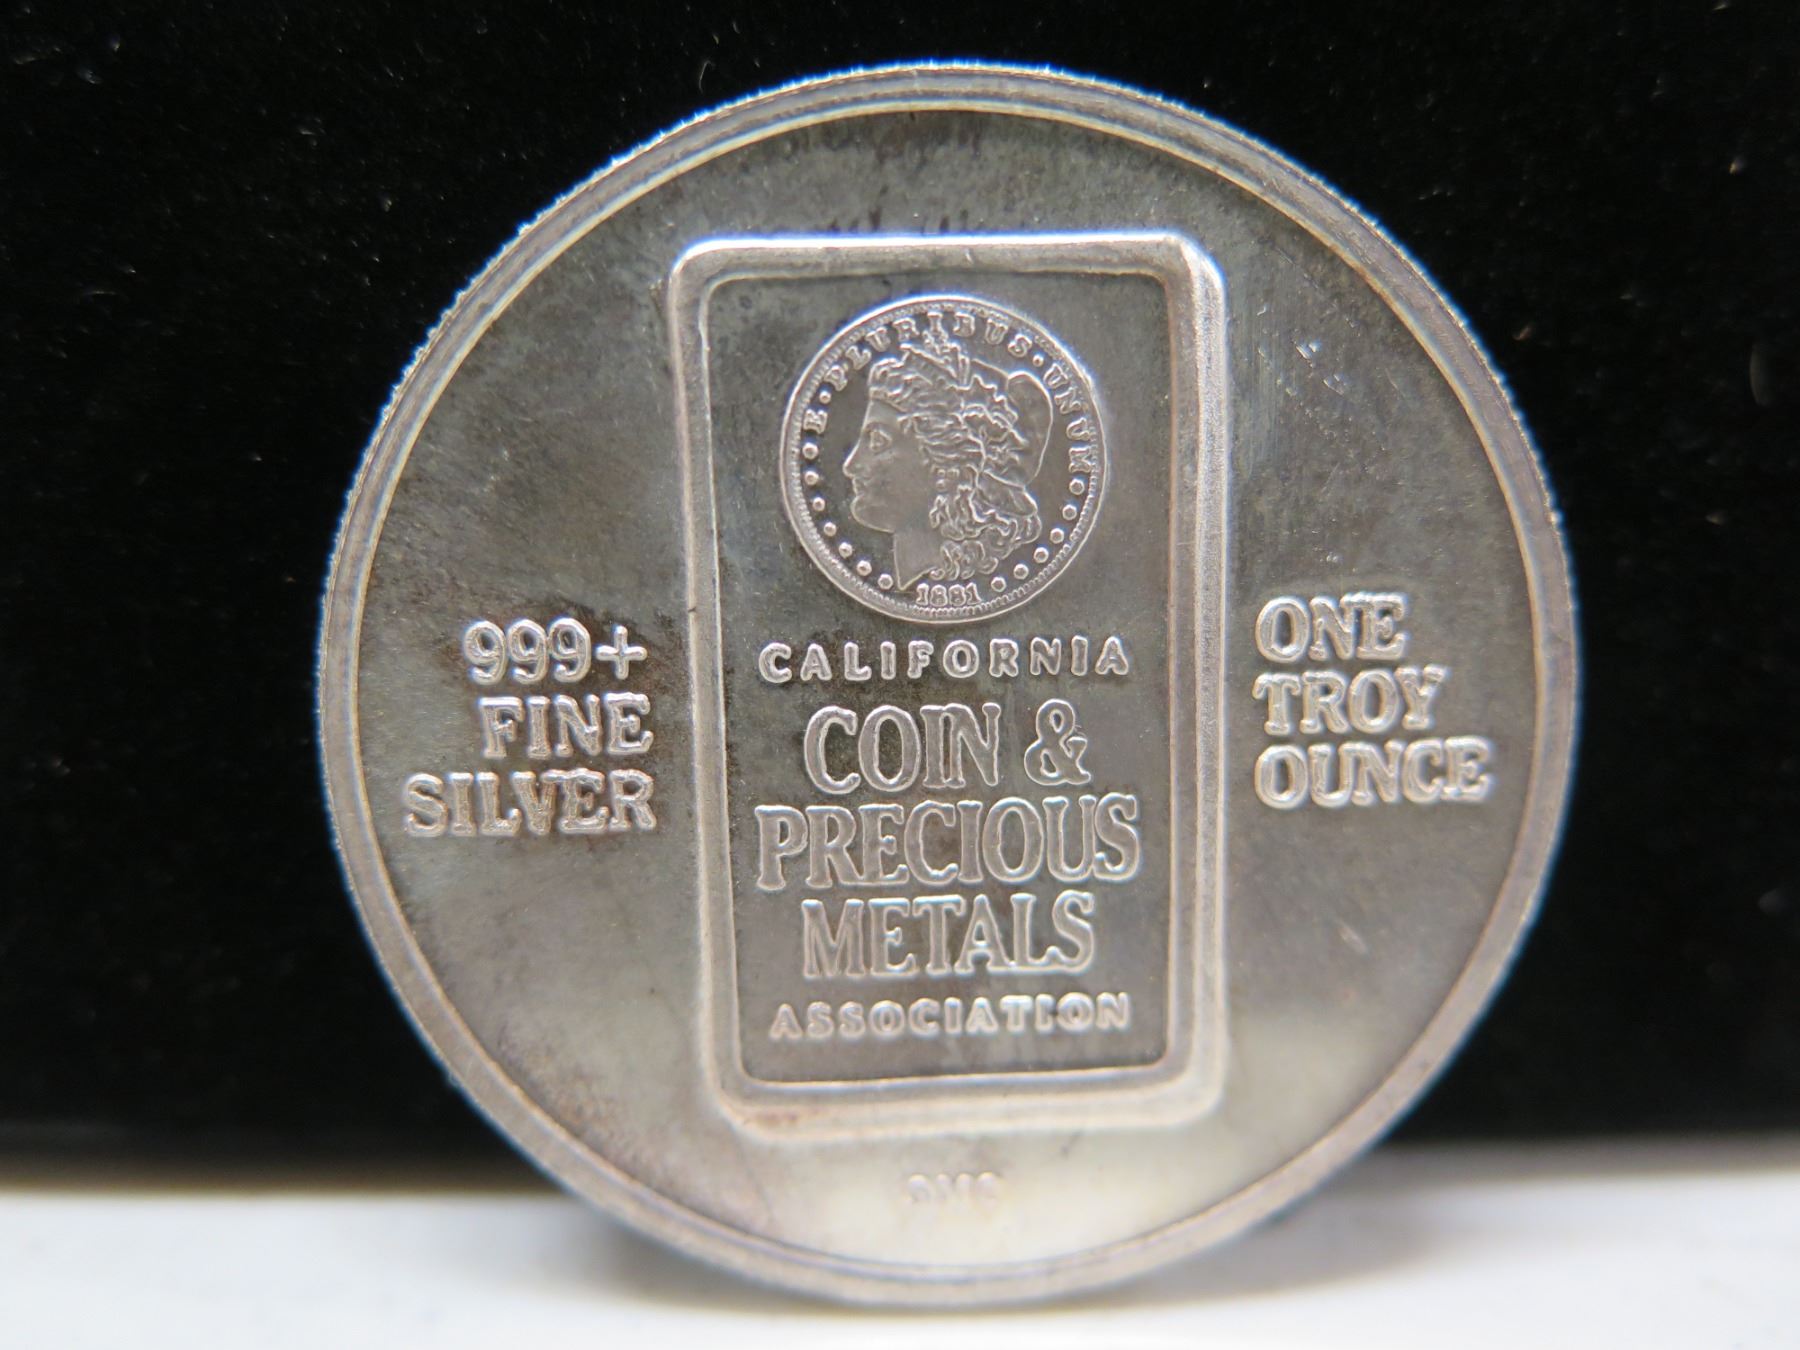 E · PLURIBUS · UNUM
1881
CALIFORNIA
COIN &
PRECIOUS
METALS
ASSOCIATION
999+
FINE
SILVER
ONE
TROY
OUNCE